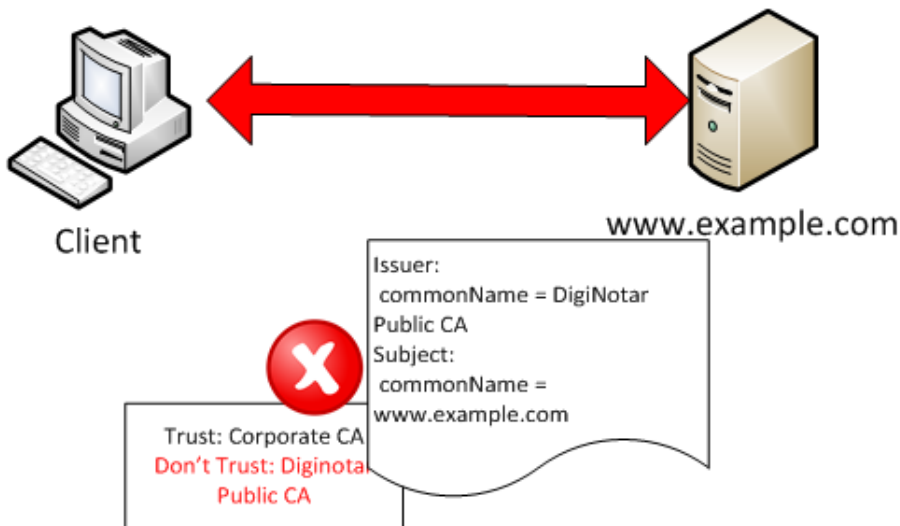 Client
www.example.com
Issuer:
commonName = DigiNotar
Public CA
Subject:
commonName =
www.example.com
Trust: Corporate CA
Don't Trust: Diginotar
Public CA